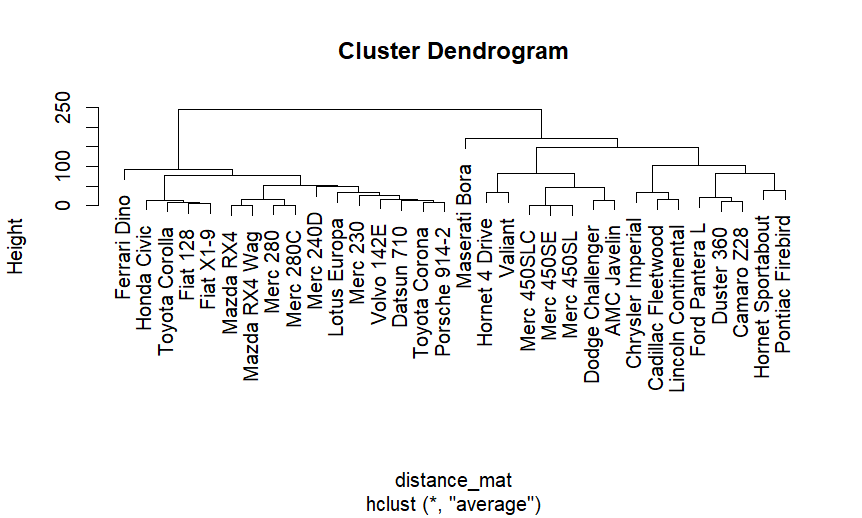 Cluster Dendrogram
Height
250
100
0
Ferrari Dino
Honda Civic
Toyota Corolla
Fiat 128
Fiat X1-9
Mazda RX4
Mazda RX4 Wag
Merc 280
Merc 280C
Merc 240D
Lotus Europa
Merc 230
Volvo 142E
Datsun 710
Toyota Corona
Porsche 914-2
Maserati Bora
Hornet 4 Drive
Valiant
Merc 450SLC
Merc 450SE
Merc 450SL
Dodge Challenger
AMC Javelin
Chrysler Imperial
Cadillac Fleetwood
Lincoln Continental
Ford Pantera L
Duster 360
Camaro Z28
Hornet Sportabout
Pontiac Firebird
distance_mat
hclust (*, "average")